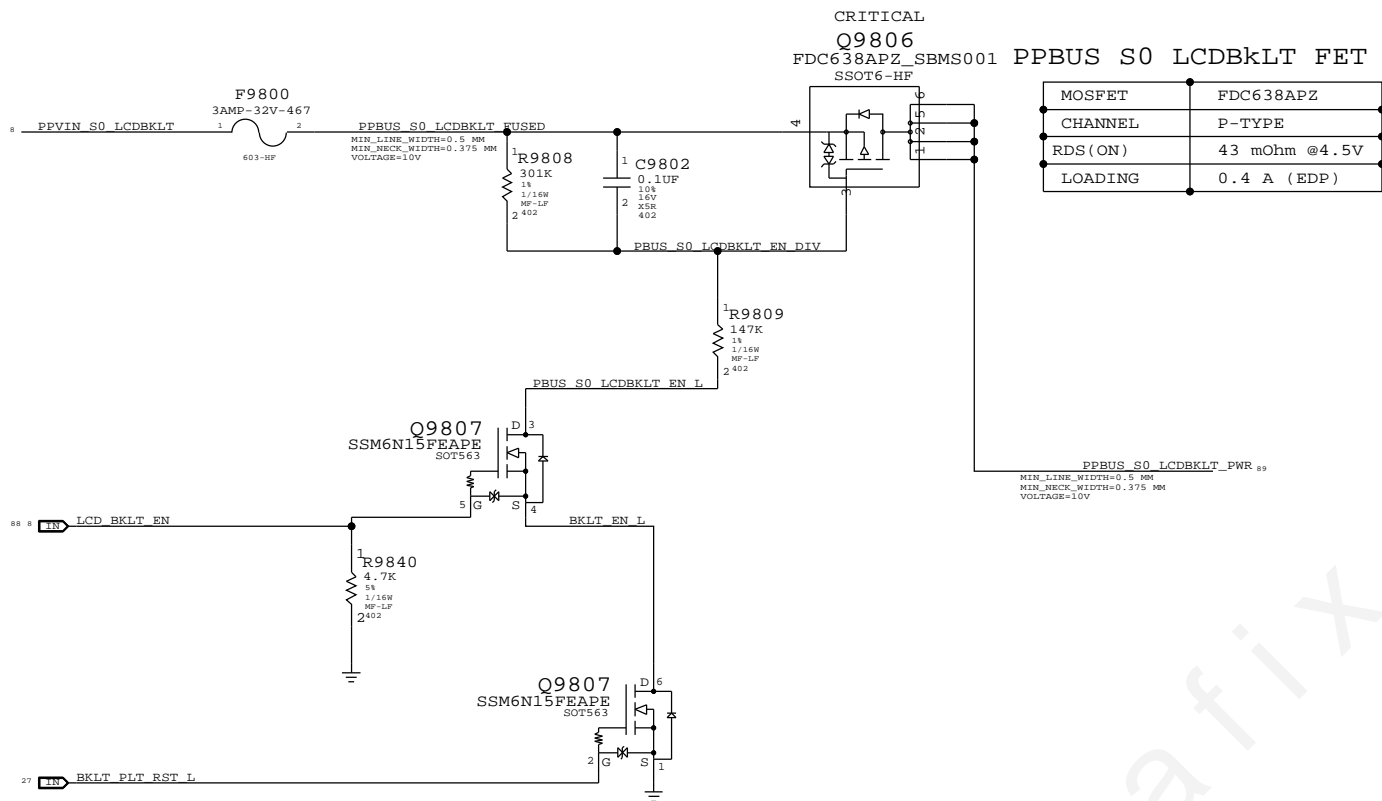 CRITICAL
Q9806
FDC638APZ_SBMS001
SSOT6-HF
PPBUS S0 LCDBkLT FET
MOSFET FDC638APZ
CHANNEL P-TYPE
RDS(ON) 43 mOhm @4.5V
LOADING 0.4 A (EDP)
F9800
3AMP-32V-467
8 PPVIN_S0_LCDBKLT 1 2 PPBUS_S0_LCDBKLT_FUSED
603-HF
MIN_LINE_WIDTH=0.5 MM
MIN_NECK_WIDTH=0.375 MM
VOLTAGE=10V
4
6
5
2
1
3
1
R9808
301K
1%
1/16W
MF-LF
402
2
1
C9802
0.1UF
10%
16V
X5R
402
2
PBUS_S0_LCDBKLT_EN_DIV
1
R9809
147K
1%
1/16W
MF-LF
402
2
PBUS_S0_LCDBKLT_EN_L
Q9807
SSM6N15FEAPE
SOT563
D 3
5 G S 4
PPBUS_S0_LCDBKLT_PWR 89
MIN_LINE_WIDTH=0.5 MM
MIN_NECK_WIDTH=0.375 MM
VOLTAGE=10V
88 8 IN LCD_BKLT_EN
BKLT_EN_L
1
R9840
4.7K
5%
1/16W
MF-LF
402
2
Q9807
SSM6N15FEAPE
SOT563
D 6
2 G S 1
27 IN BKLT_PLT_RST_L
afix